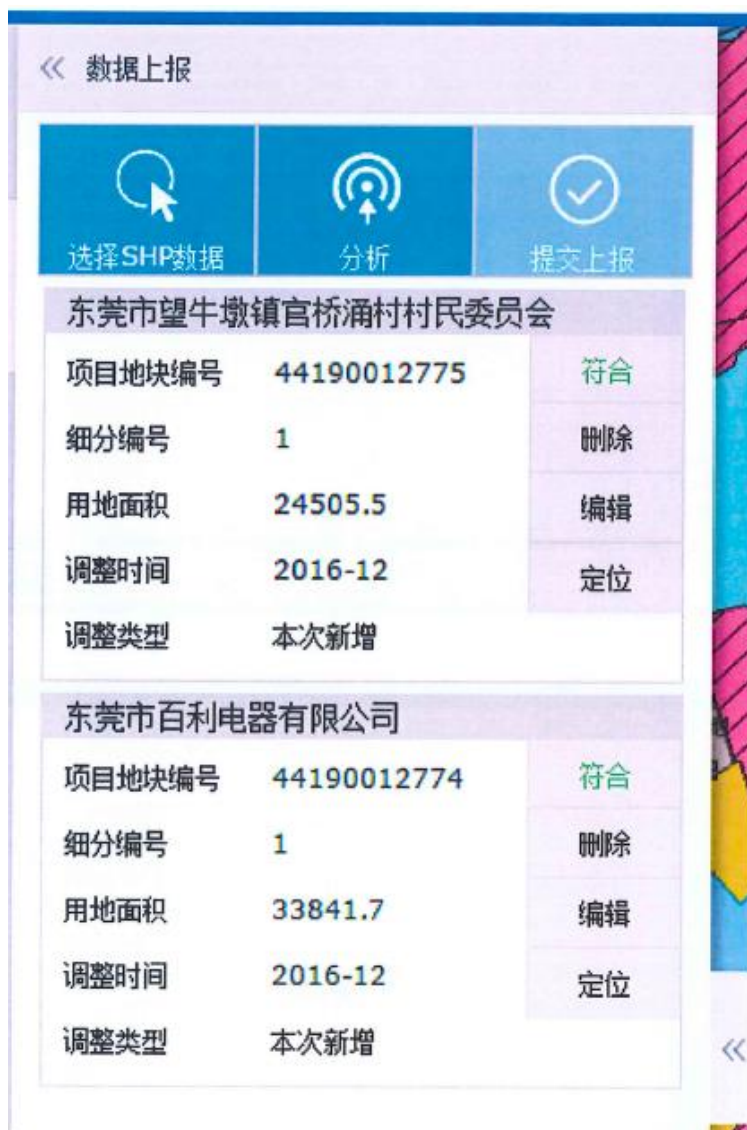 数据上报
选择SHP数据 分析 提交上报
东莞市望牛墩镇官桥涌村村民委员会
项目地块编号 44190012775 符合
细分编号 1 删除
用地面积 24505.5 编辑
调整时间 2016-12 定位
调整类型 本次新增
东莞市百利电器有限公司
项目地块编号 44190012774 符合
细分编号 1 删除
用地面积 33841.7 编辑
调整时间 2016-12 定位
调整类型 本次新增